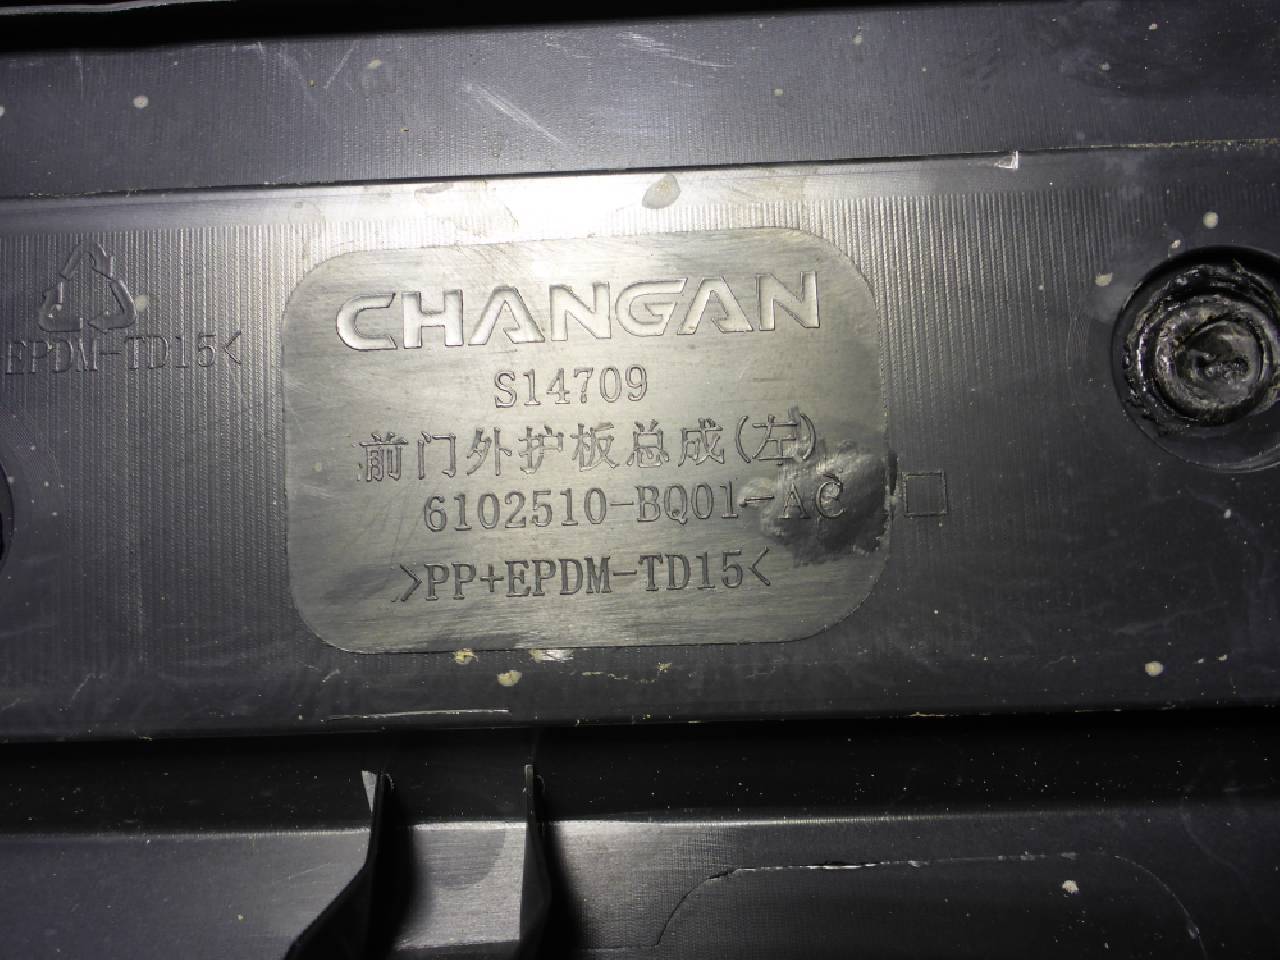 CHANGAN
S14709
前门外护板总成(左)
6102510-BQ01-AC
>PP+EPDM-TD15<
EPDM-TD15<